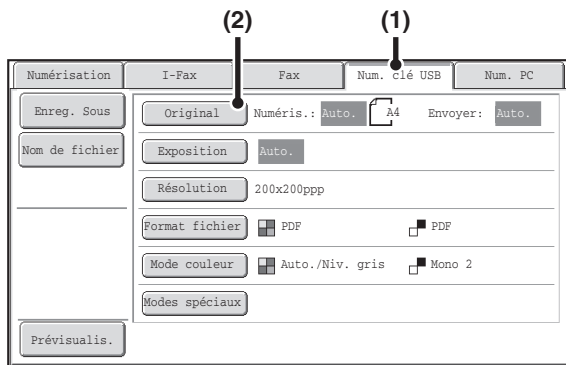 (2) (1)
Numérisation I-Fax Fax Num. clé USB Num. PC
Enreg. Sous Original Numéris.: Auto. A4 Envoyer: Auto.
Nom de fichier Exposition Auto.
Résolution 200x200ppp
Format fichier PDF PDF
Mode couleur Auto./Niv. gris Mono 2
Modes spéciaux
Prévisualis.